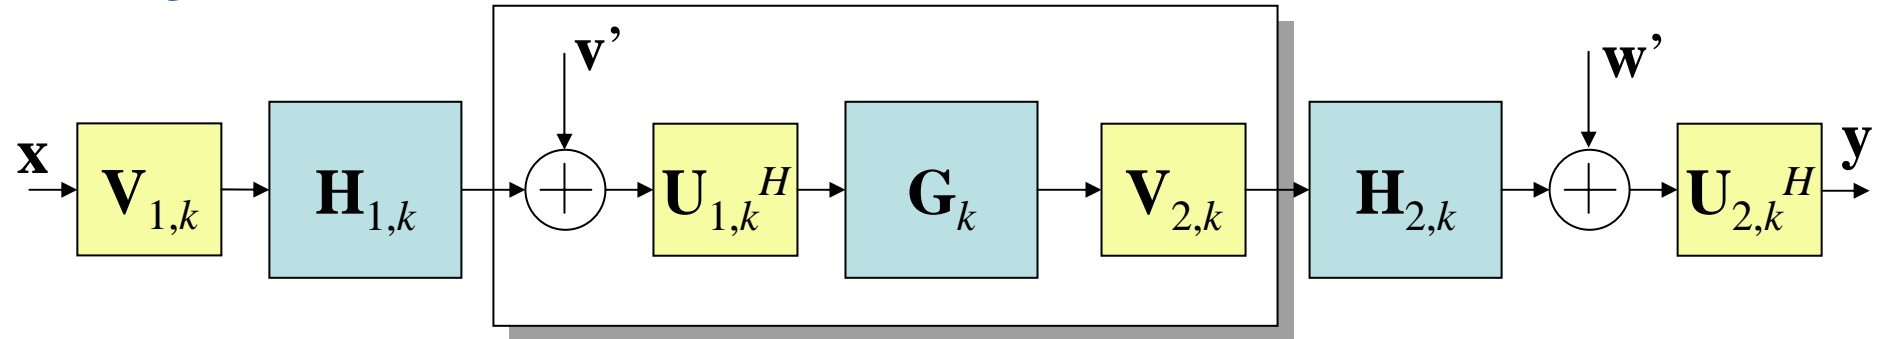 x
V1,k
H1,k
v’
U1,kH
Gk
V2,k
H2,k
w’
U2,kH
y